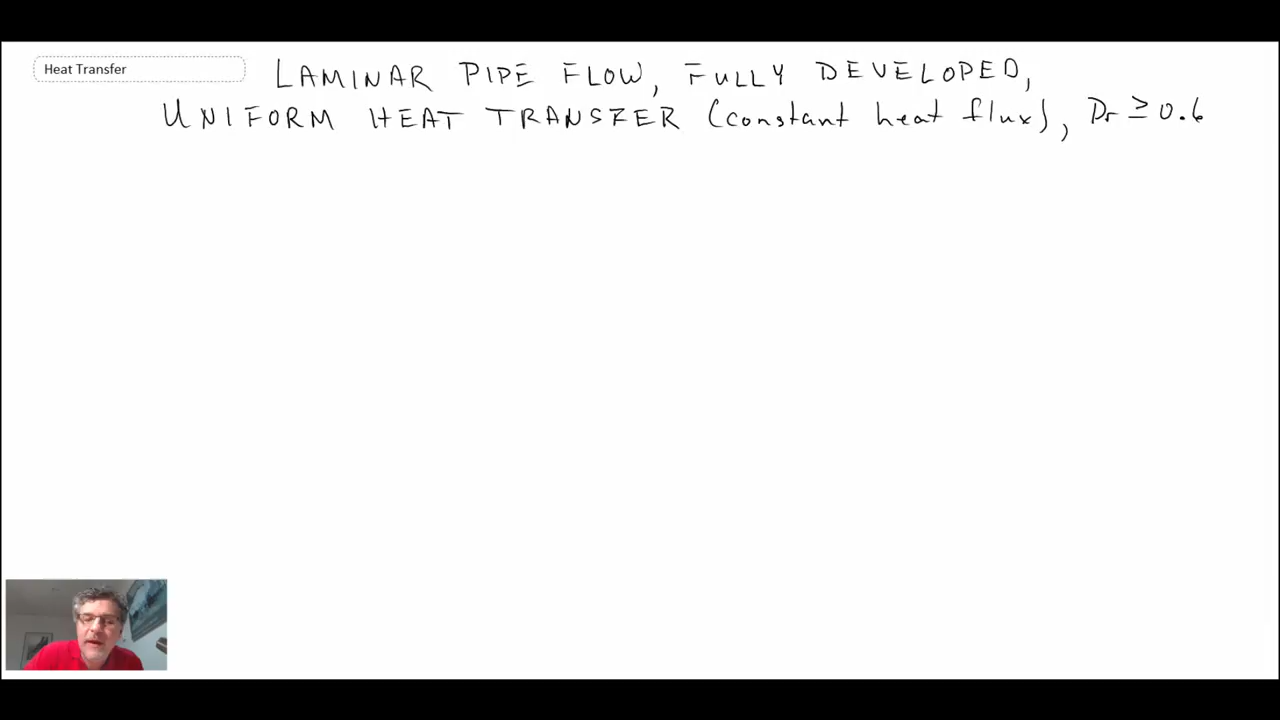 Heat Transfer
LAMINAR PIPE FLOW, FULLY DEVELOPED,
UNIFORM HEAT TRANSFER (constant heat flux), Pr ≥ 0.6